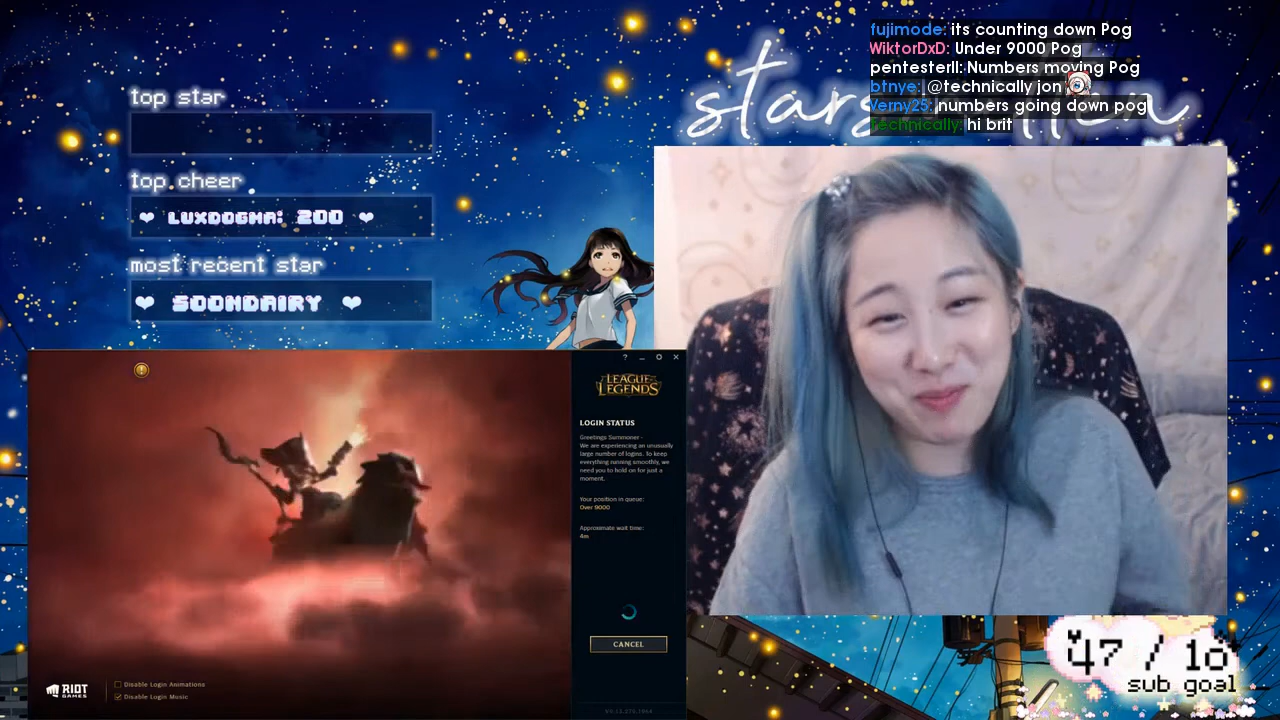 top star
top cheer
❤ LUXDOGMA: 200 ❤
most recent star
❤ SOONDAIRY ❤
fujimode: its counting down Pog
WiktorDxD: Under 9000 Pog
pentesterII: Numbers moving Pog
btnye: @technically jon
Verny25: numbers going down pog
Technically: hi brit
LEAGUE OF
LEGENDS
LOGIN STATUS
Greetings Summoner -
We are experiencing an unusually
large number of logins. To keep
everything running smoothly, we
need you to hold on for just a
moment.
Your position in queue:
Over 9000
Approximate wait time:
4m
CANCEL
RIOT
GAMES
Disable Login Animations
Disable Login Music
47 / 10
sub goal